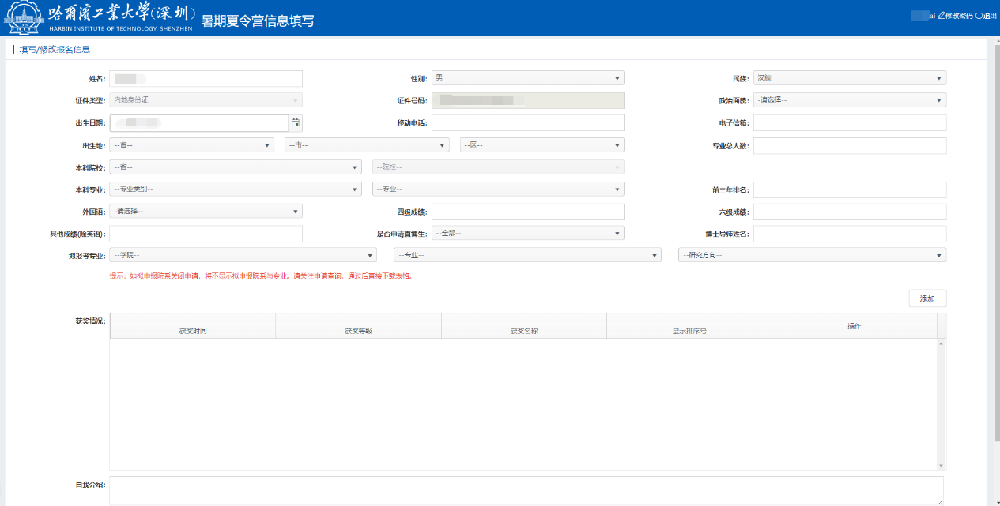 哈爾濱工業大學(深圳)
HARBIN INSTITUTE OF TECHNOLOGY, SHENZHEN
暑期夏令营信息填写
ai 修改密码 退出
填写/修改报名信息
姓名: 性别: 男 民族: 汉族
证件类型: 内地身份证 证件号码: 政治面貌: -请选择--
出生日期: 移动电话: 电子信箱:
出生地: --省-- --市-- --区-- 专业总人数:
本科院校: --省-- --院校--
本科专业: --专业类别-- --专业-- 前三年排名:
外国语: -请选择-- 四级成绩: 六级成绩:
其他成绩(除英语): 是否申请直博生: --全部-- 博士导师姓名:
拟报考专业: --学院-- --专业-- --研究方向--
提示：如拟申报院系关闭申请，将不显示拟申报院系与专业。请关注申请查询，通过后直接下载表格。
添加
获奖情况: 获奖时间 获奖等级 获奖名称 显示排序号 操作
自我介绍: